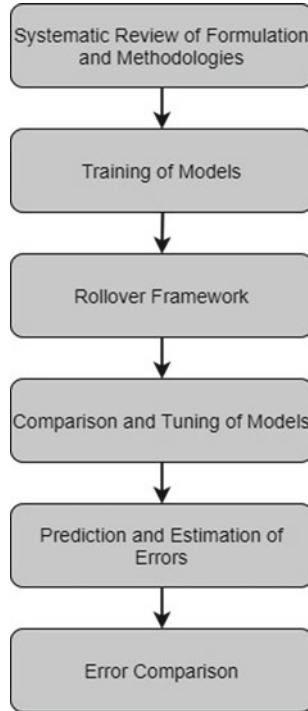 Systematic Review of Formulation
and Methodologies
Training of Models
Rollover Framework
Comparison and Tuning of Models
Prediction and Estimation of
Errors
Error Comparison